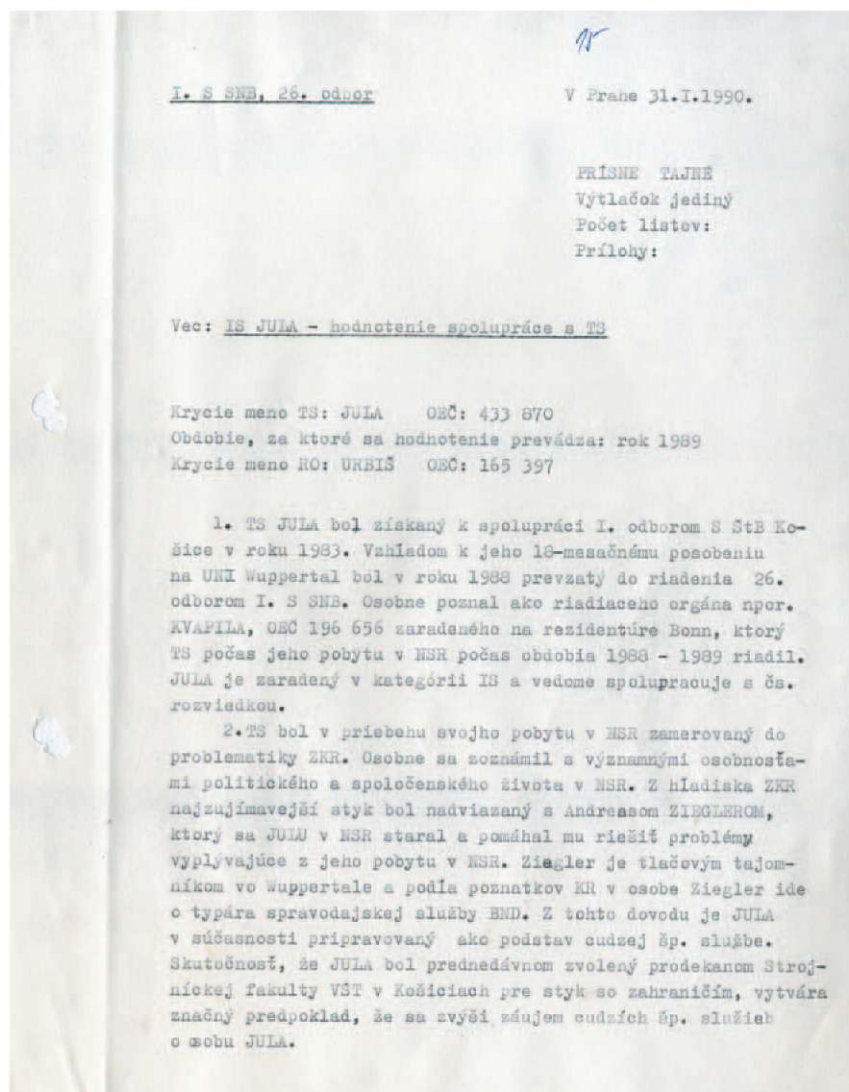 15
I. S SNB, 26. odbor
V Prahe 31.I.1990.
PRÍSNE TAJNÉ
Výtlačok jediný
Počet listov:
Prílohy:
Vec: IS JULA - hodnotenie spolupráce s TS
Krycie meno TS: JULA OEČ: 433 870
Obdobie, za ktoré sa hodnotenie prevádza: rok 1989
Krycie meno RO: URBIŠ OEČ: 165 397
1. TS JULA bol získaný k spolupráci I. odborom S ŠtB Ko-
šice v roku 1983. Vzhľadom k jeho 18-mesačnému posobeniu
na UNI Wuppertal bol v roku 1988 prevzatý do riadenia 26.
odborom I. S SNB. Osobne poznal ako riadiaceho orgána npor.
KVAPILA, OEČ 196 656 zaradeného na rezidentúre Bonn, ktorý
TS počas jeho pobytu v NSR počas obdobia 1988 - 1989 riadil.
JULA je zaradený v kategórii IS a vedome spolupracuje s čs.
rozviedkou.
2.TS bol v priebehu svojho pobytu v NSR zamerovaný do
problematiky ZKR. Osobne sa zoznámil s významnými osobnosťa-
mi politického a spoločenského života v NSR. Z hľadiska ZKR
najzujímavejší styk bol nadviazaný s Andreasom ZIEGLEROM,
ktorý sa JULU v NSR staral a pomáhal mu riešiť problémy
vyplývajúce z jeho pobytu v NSR. Ziegler je tlačovým tajom-
níkom vo Wuppertale a podľa poznatkov KR v osobe Ziegler ide
o typára spravodajskej služby BND. Z tohto dovodu je JULA
v súčasnosti pripravovaný ako podstav cudzej šp. službe.
Skutočnosť, že JULA bol prednedávnom zvolený prodekanom Stroj-
níckej fakulty VŠT v Košiciach pre styk so zahraničím, vytvára
značný predpoklad, že sa zvýši záujem cudzích šp. služieb
o osobu JULA.